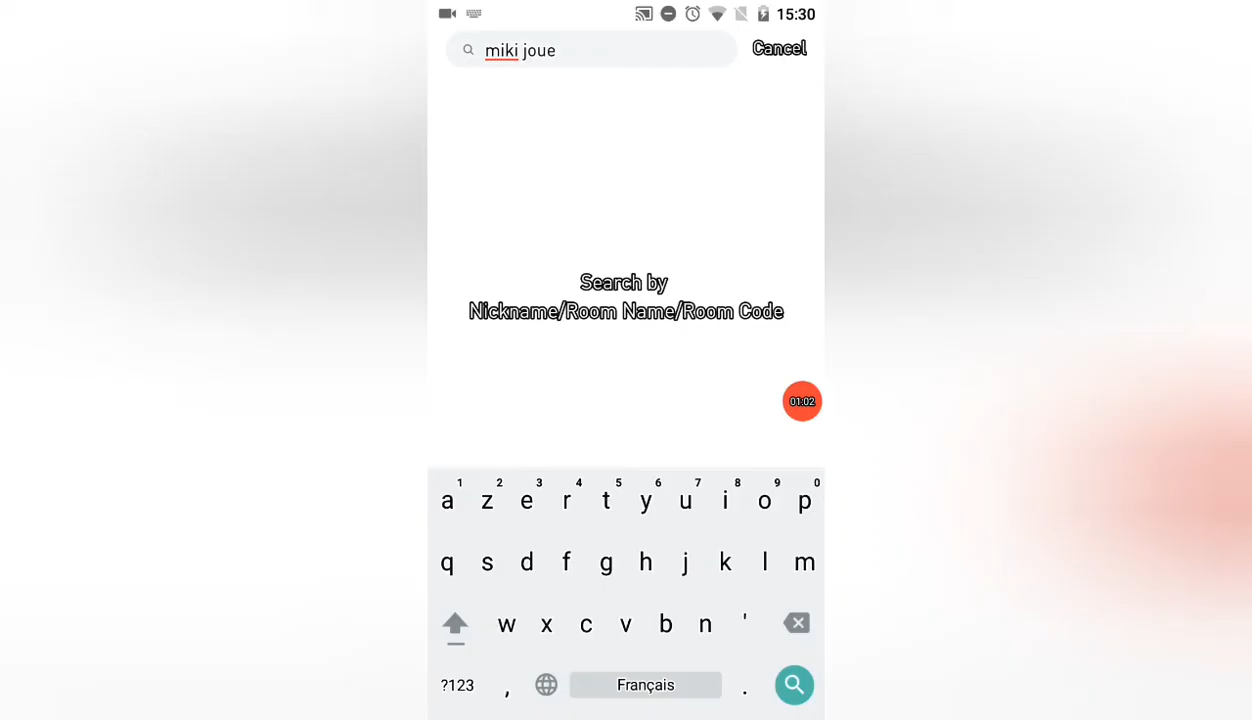 15:30
miki joue
Cancel
Search by
Nickname/Room Name/Room Code
01:02
1 2 3 4 5 6 7 8 9 0
a z e r t y u i o p
q s d f g h j k l m
w x c v b n '
?123 , Français .